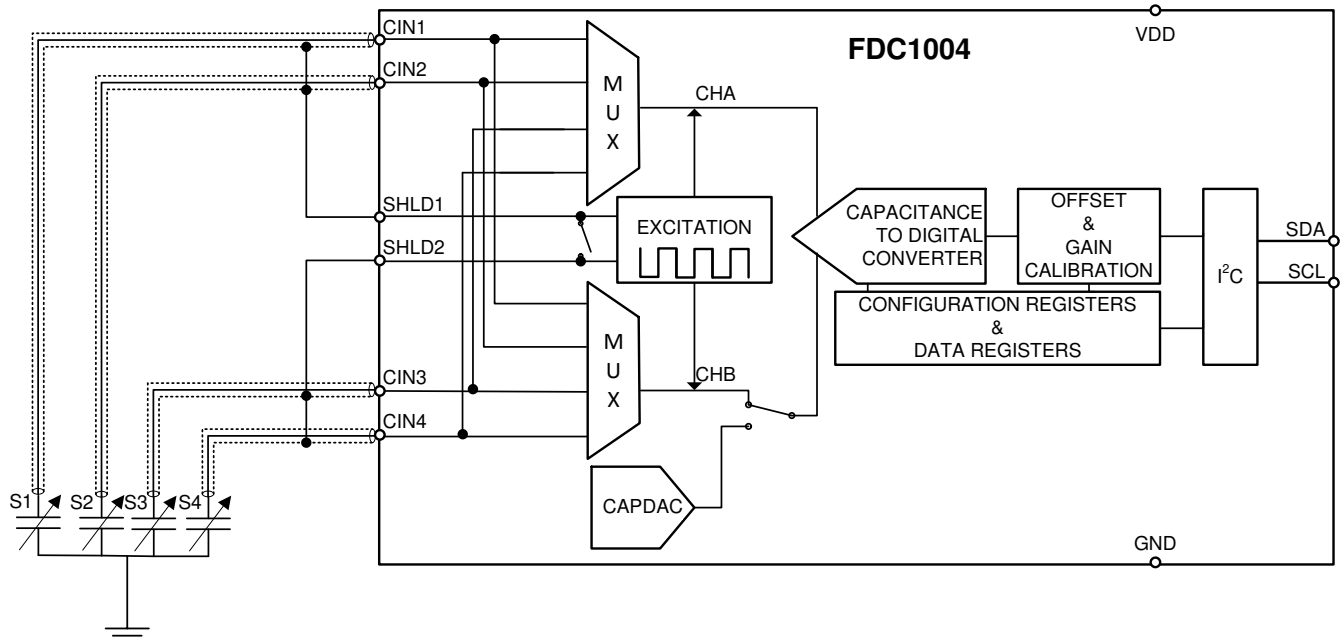 CIN1
FDC1004
VDD
CIN2
M
U
X
CHA
SHLD1
EXCITATION
CAPACITANCE
TO DIGITAL
CONVERTER
OFFSET
&
GAIN
CALIBRATION
SDA
SHLD2
I²C
SCL
CONFIGURATION REGISTERS
&
DATA REGISTERS
M
U
X
CIN3
CHB
CIN4
S1
S2
S3
S4
CAPDAC
GND